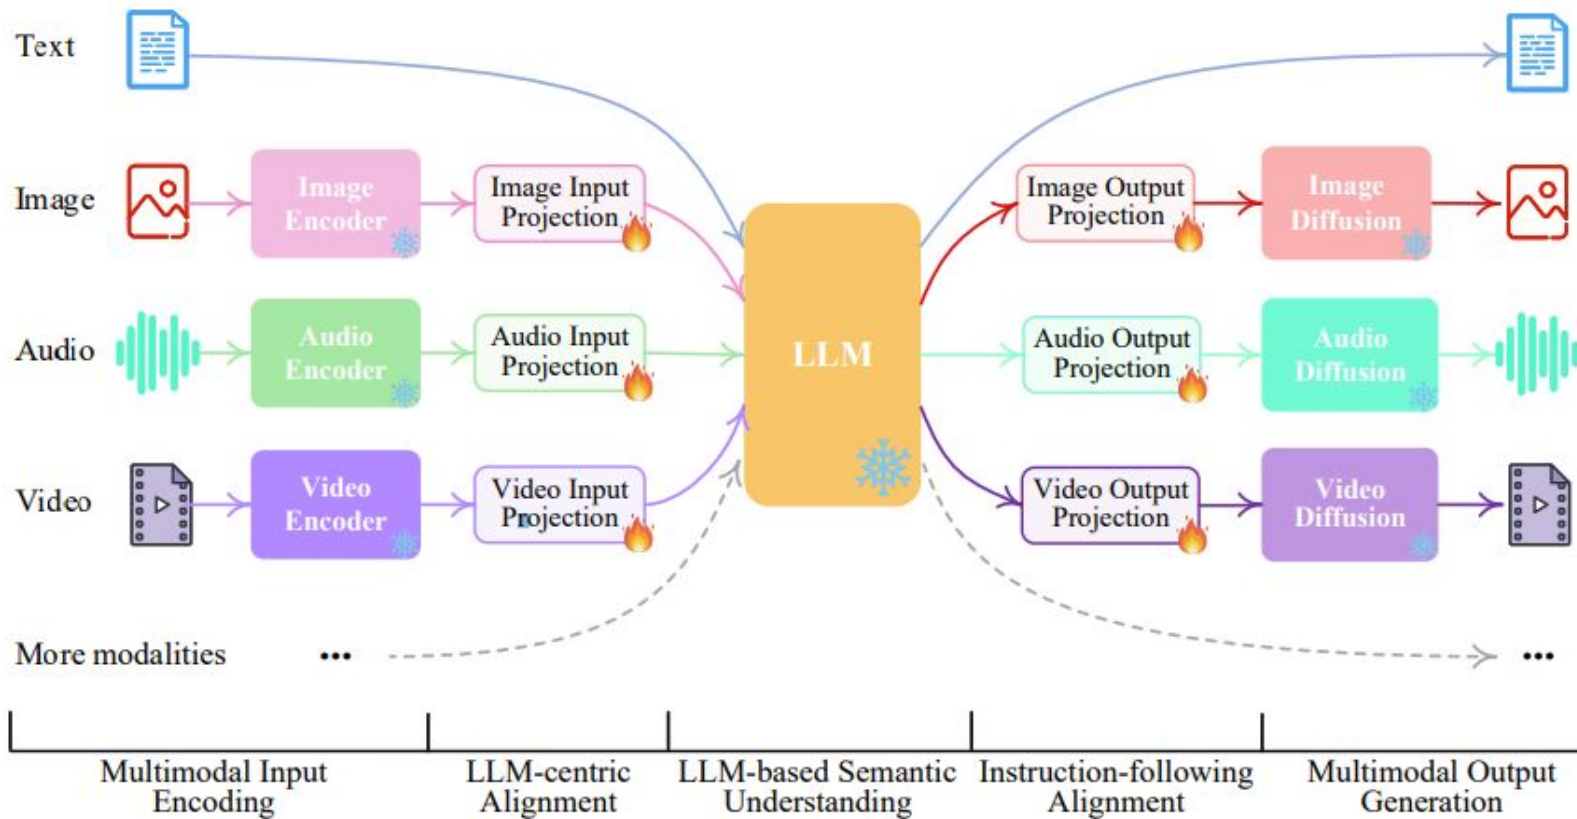 Text
Image
Image
Encoder
Image Input
Projection
Image Output
Projection
Image
Diffusion
Audio
Audio
Encoder
Audio Input
Projection
LLM
Audio Output
Projection
Audio
Diffusion
Video
Video
Encoder
Video Input
Projection
Video Output
Projection
Video
Diffusion
More modalities
...
...
Multimodal Input
Encoding
LLM-centric
Alignment
LLM-based Semantic
Understanding
Instruction-following
Alignment
Multimodal Output
Generation